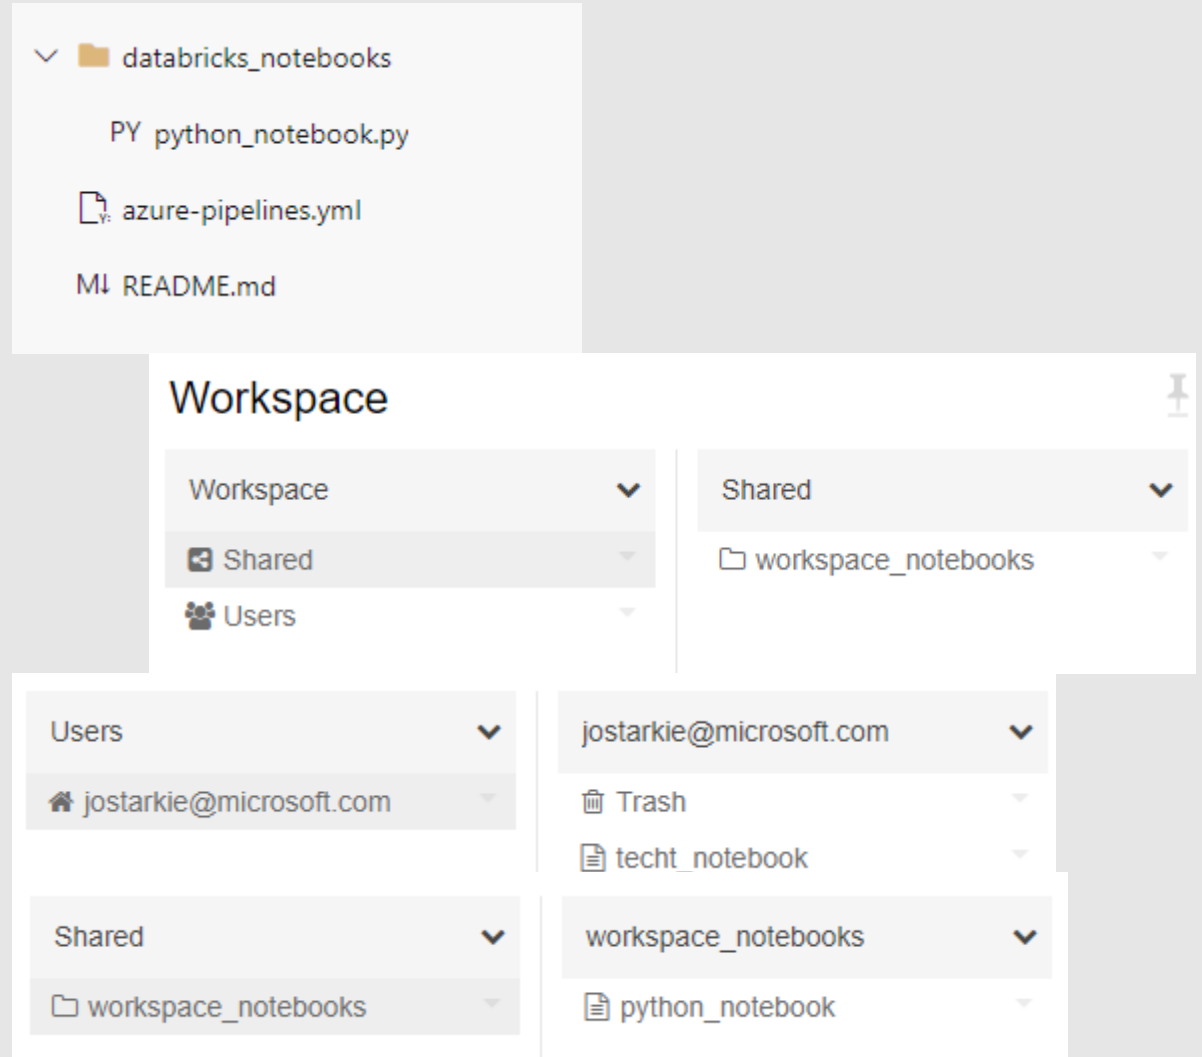 databricks_notebooks
PY python_notebook.py
azure-pipelines.yml
M↓ README.md
Workspace
Workspace
Shared
Users
Shared
workspace_notebooks
Users
jostarkie@microsoft.com
jostarkie@microsoft.com
Trash
techt_notebook
Shared
workspace_notebooks
workspace_notebooks
python_notebook